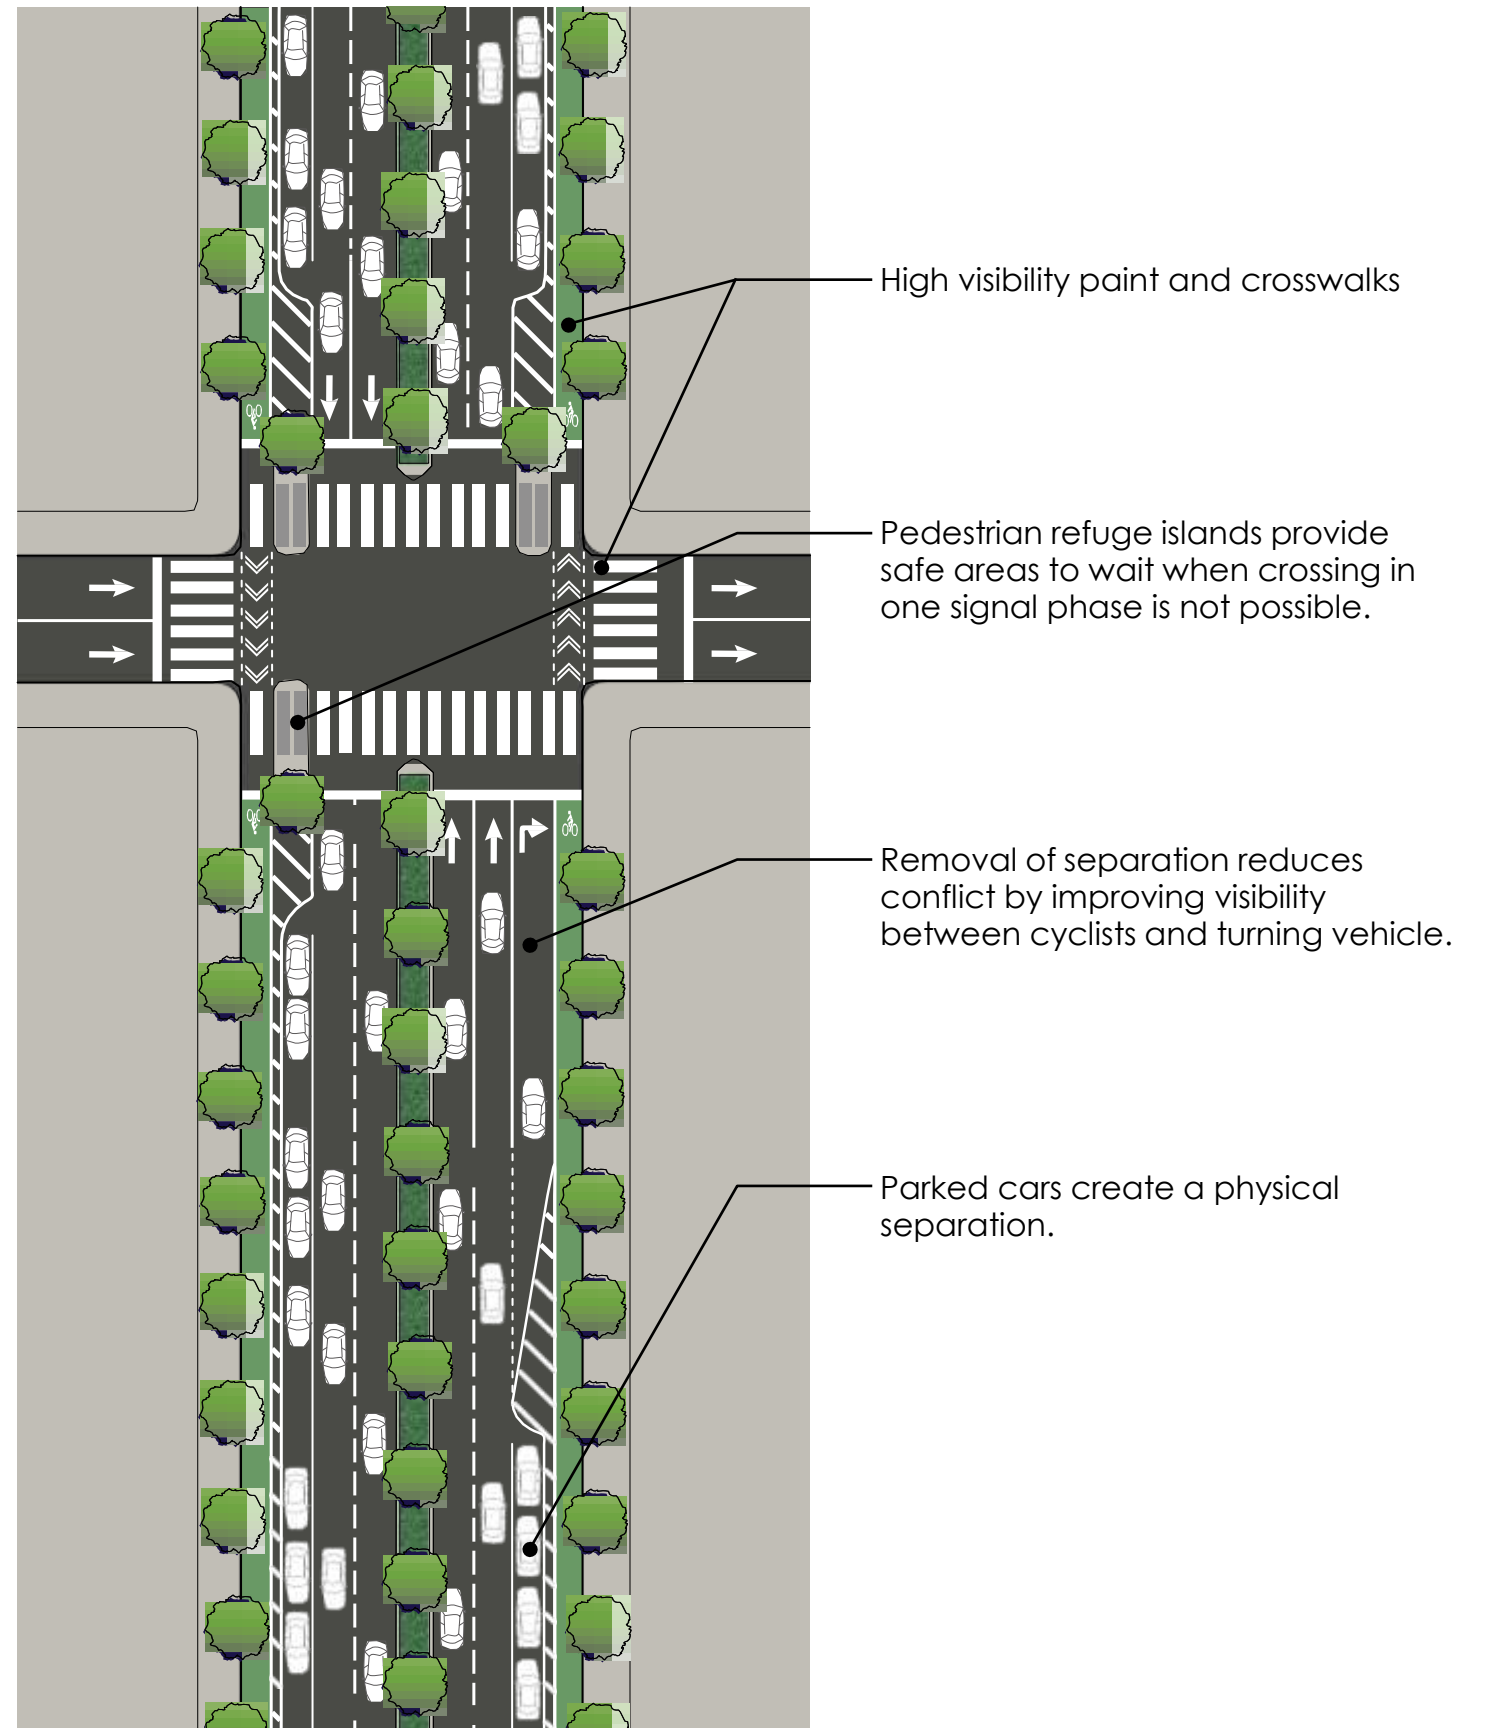 High visibility paint and crosswalks
Pedestrian refuge islands provide
safe areas to wait when crossing in
one signal phase is not possible.
Removal of separation reduces
conflict by improving visibility
between cyclists and turning vehicle.
Parked cars create a physical
separation.